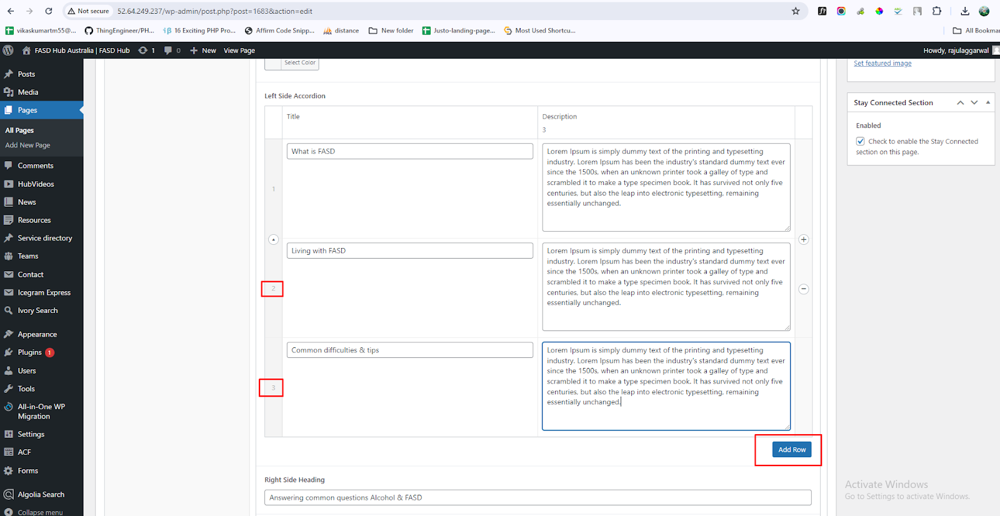 Not secure 52.64.249.237/wp-admin/post.php?post=1683&action=edit
vikaskumartm55@... ThingEngineer/PH... 16 Exciting PHP Pro... Affirm Code Snipp... distance New folder Justo-landing-page... Most Used Shortcu... All Bookmar
FASD Hub Australia | FASD Hub 1 0 New View Page Howdy, rajulaggarwal
Posts
Media
Pages
All Pages
Add New Page
Comments
HubVideos
News
Resources
Service directory
Teams
Contact
Icegram Express
Ivory Search
Appearance
Plugins 1
Users
Tools
All-in-One WP
Migration
Settings
ACF
Forms
Algolia Search
Collapse menu
Select Color
Left Side Accordion
Title
Description
3
1
What is FASD
Lorem Ipsum is simply dummy text of the printing and typesetting
industry. Lorem Ipsum has been the industry's standard dummy text ever
since the 1500s, when an unknown printer took a galley of type and
scrambled it to make a type specimen book. It has survived not only five
centuries, but also the leap into electronic typesetting, remaining
essentially unchanged.
2
Living with FASD
Lorem Ipsum is simply dummy text of the printing and typesetting
industry. Lorem Ipsum has been the industry's standard dummy text ever
since the 1500s, when an unknown printer took a galley of type and
scrambled it to make a type specimen book. It has survived not only five
centuries, but also the leap into electronic typesetting, remaining
essentially unchanged.
3
Common difficulties & tips
Lorem Ipsum is simply dummy text of the printing and typesetting
industry. Lorem Ipsum has been the industry's standard dummy text ever
since the 1500s, when an unknown printer took a galley of type and
scrambled it to make a type specimen book. It has survived not only five
centuries, but also the leap into electronic typesetting, remaining
essentially unchanged.
Add Row
Right Side Heading
Answering common questions Alcohol & FASD
Set featured image
Stay Connected Section
Enabled
Check to enable the Stay Connected
section on this page.
Activate Windows
Go to Settings to activate Windows.